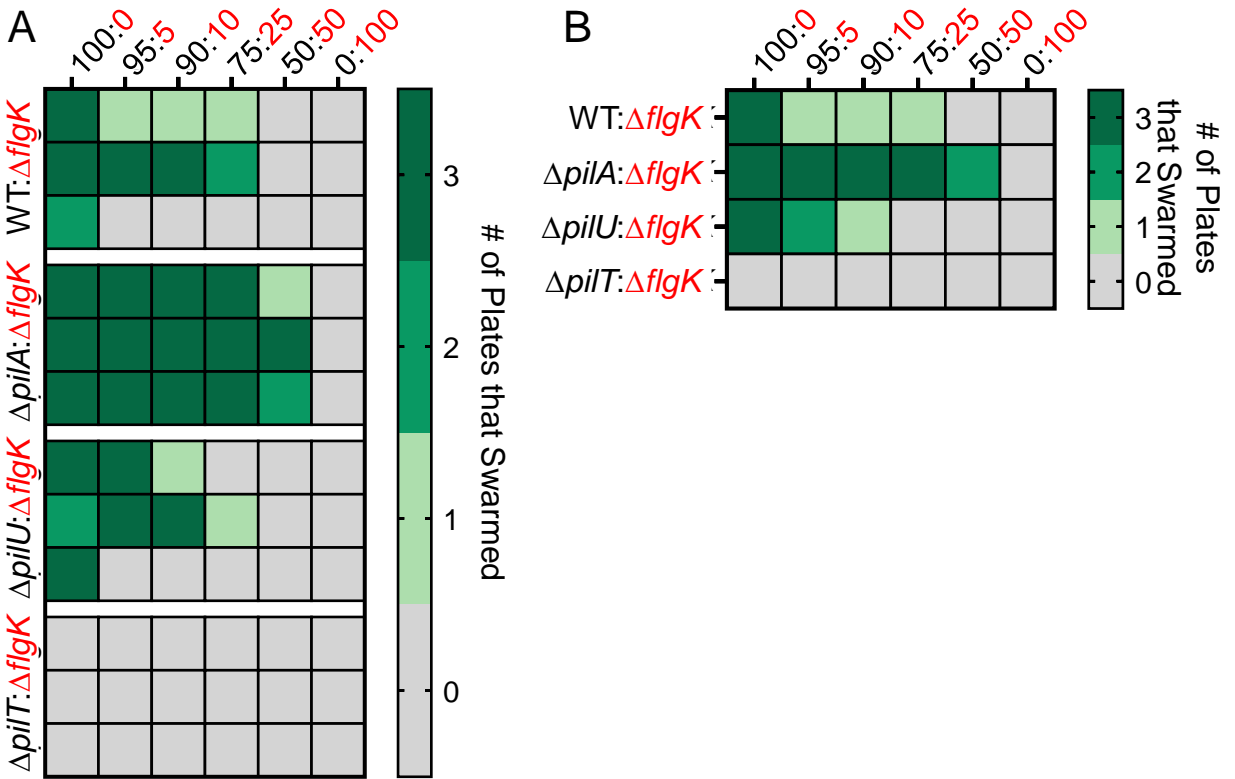 A
100:0
95:5
90:10
75:25
50:50
0:100
WT:ΔflgK
ΔpilA:ΔflgK
ΔpilU:ΔflgK
ΔpilT:ΔflgK
3
2
1
0
# of Plates that Swarmed
B
100:0
95:5
90:10
75:25
50:50
0:100
WT:ΔflgK
ΔpilA:ΔflgK
ΔpilU:ΔflgK
ΔpilT:ΔflgK
3
2
1
0
# of Plates
that Swarmed